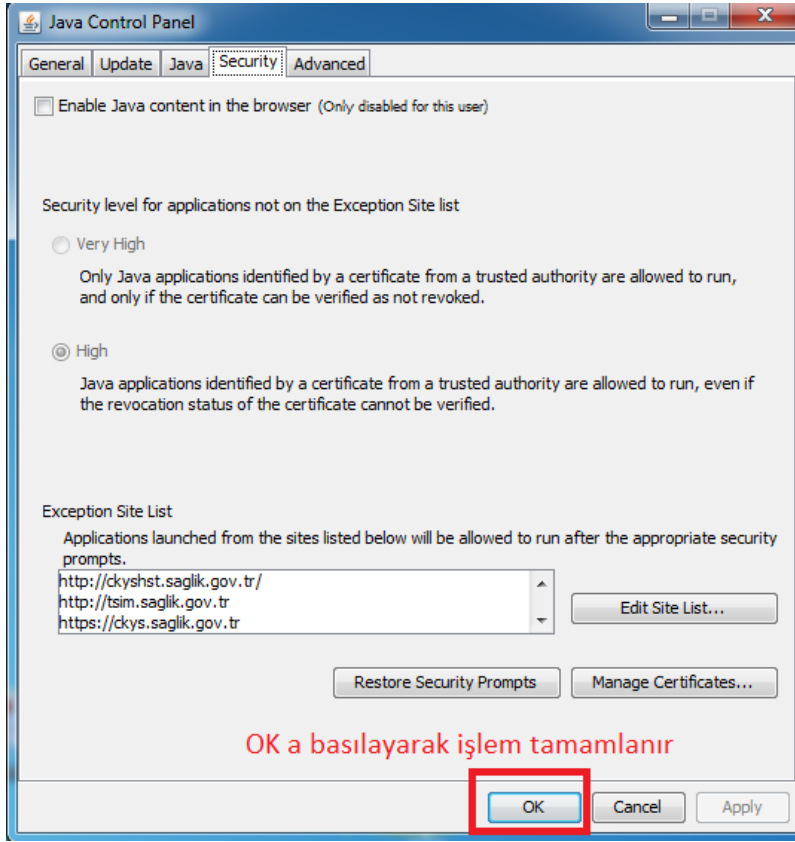 Java Control Panel
General Update Java Security Advanced
Enable Java content in the browser (Only disabled for this user)
Security level for applications not on the Exception Site list
Very High
Only Java applications identified by a certificate from a trusted authority are allowed to run,
and only if the certificate can be verified as not revoked.
High
Java applications identified by a certificate from a trusted authority are allowed to run, even if
the revocation status of the certificate cannot be verified.
Exception Site List
Applications launched from the sites listed below will be allowed to run after the appropriate security
prompts.
http://ckyshst.saglik.gov.tr/
http://tsim.saglik.gov.tr
https://ckys.saglik.gov.tr
Edit Site List...
Restore Security Prompts Manage Certificates...
OK a basılayarak işlem tamamlanır
OK Cancel Apply